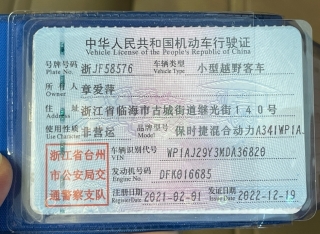 中华人民共和国机动车行驶证
Vehicle License of the People's Republic of China
号牌号码 浙JF58576 车辆类型 小型越野客车
Plate No. Vehicle Type
所有人 章爱萍
Owner
住址 浙江省临海市古城街道继光街140号
Address
使用性质 非营运 品牌型号 保时捷混合动力A34IWPIA
Use Character Model
浙江省台州
市公安局交
通警察支队
车辆识别代号 WPIAJ29Y3MDA36820
VIN
发动机号码 DFK016685
Engine No.
注册日期 2021-02-01 发证日期 2022-12-19
Register Date Issue Date